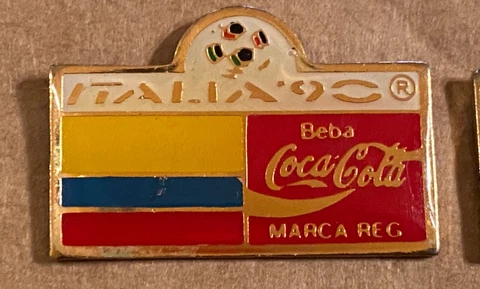 ITALIA'90 ®
Beba
Coca-Cola
MARCA REG